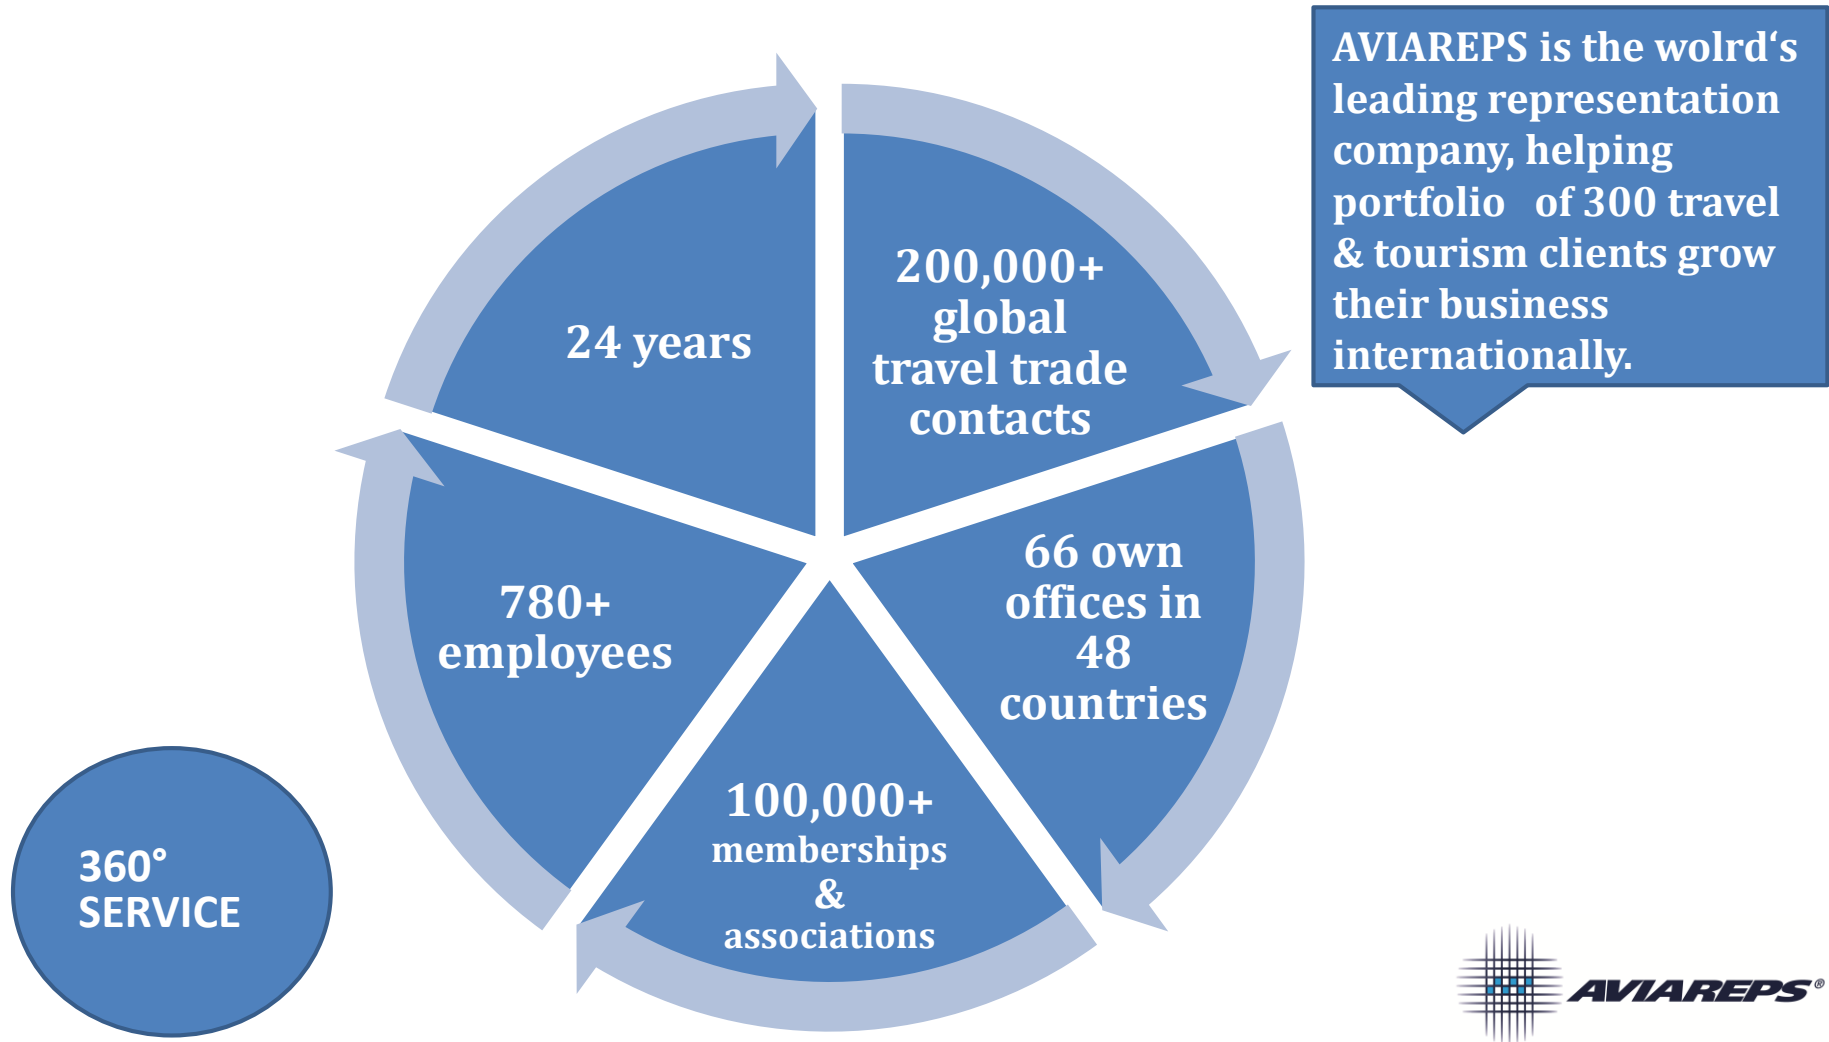 AVIAREPS is the wolrd‘s
leading representation
company, helping
portfolio of 300 travel
& tourism clients grow
their business
internationally.
200,000+
global
travel trade
contacts
24 years
66 own
offices in
48
countries
780+
employees
100,000+
memberships
&
associations
360°
SERVICE
AVIAREPS®